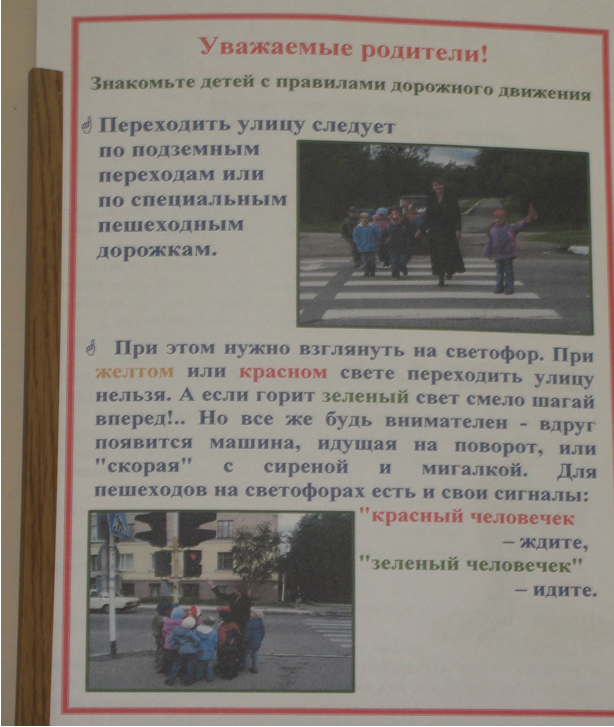 Уважаемые родители!
Знакомьте детей с правилами дорожного движения
Переходить улицу следует
по подземным
переходам или
по специальным
пешеходным
дорожкам.
При этом нужно взглянуть на светофор. При
желтом или красном свете переходить улицу
нельзя. А если горит зеленый свет смело шагай
вперед!.. Но все же будь внимателен - вдруг
появится машина, идущая на поворот, или
"скорая" с сиреной и мигалкой. Для
пешеходов на светофорах есть и свои сигналы:
"красный человечек
– ждите,
"зеленый человечек"
– идите.